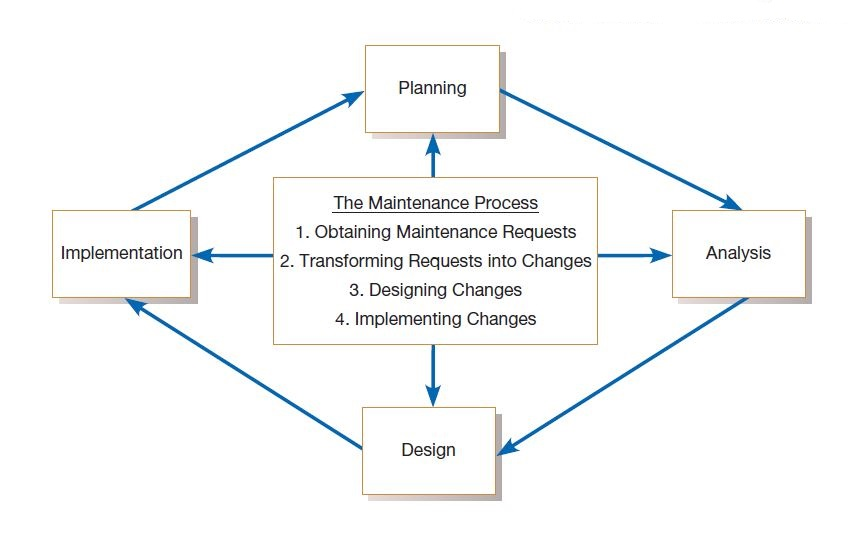 Planning
The Maintenance Process
1. Obtaining Maintenance Requests
2. Transforming Requests into Changes
3. Designing Changes
4. Implementing Changes
Implementation
Analysis
Design